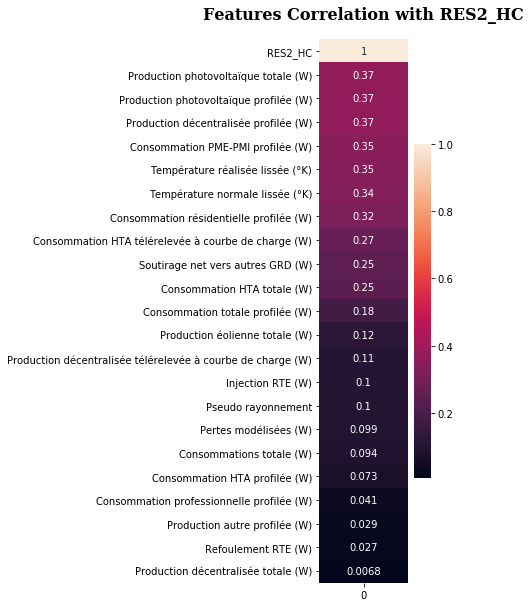 Features Correlation with RES2_HC
RES2_HC 1
Production photovoltaïque totale (W) 0.37
Production photovoltaïque profilée (W) 0.37
Production décentralisée profilée (W) 0.37
Consommation PME-PMI profilée (W) 0.35
Température réalisée lissée (°K) 0.35
Température normale lissée (°K) 0.34
Consommation résidentielle profilée (W) 0.32
Consommation HTA télérelevée à courbe de charge (W) 0.27
Soutirage net vers autres GRD (W) 0.25
Consommation HTA totale (W) 0.25
Consommation totale profilée (W) 0.18
Production éolienne totale (W) 0.12
Production décentralisée télérelevée à courbe de charge (W) 0.11
Injection RTE (W) 0.1
Pseudo rayonnement 0.1
Pertes modélisées (W) 0.099
Consommations totale (W) 0.094
Consommation HTA profilée (W) 0.073
Consommation professionnelle profilée (W) 0.041
Production autre profilée (W) 0.029
Refoulement RTE (W) 0.027
Production décentralisée totale (W) 0.0068
0
1.0
0.8
0.6
0.4
0.2